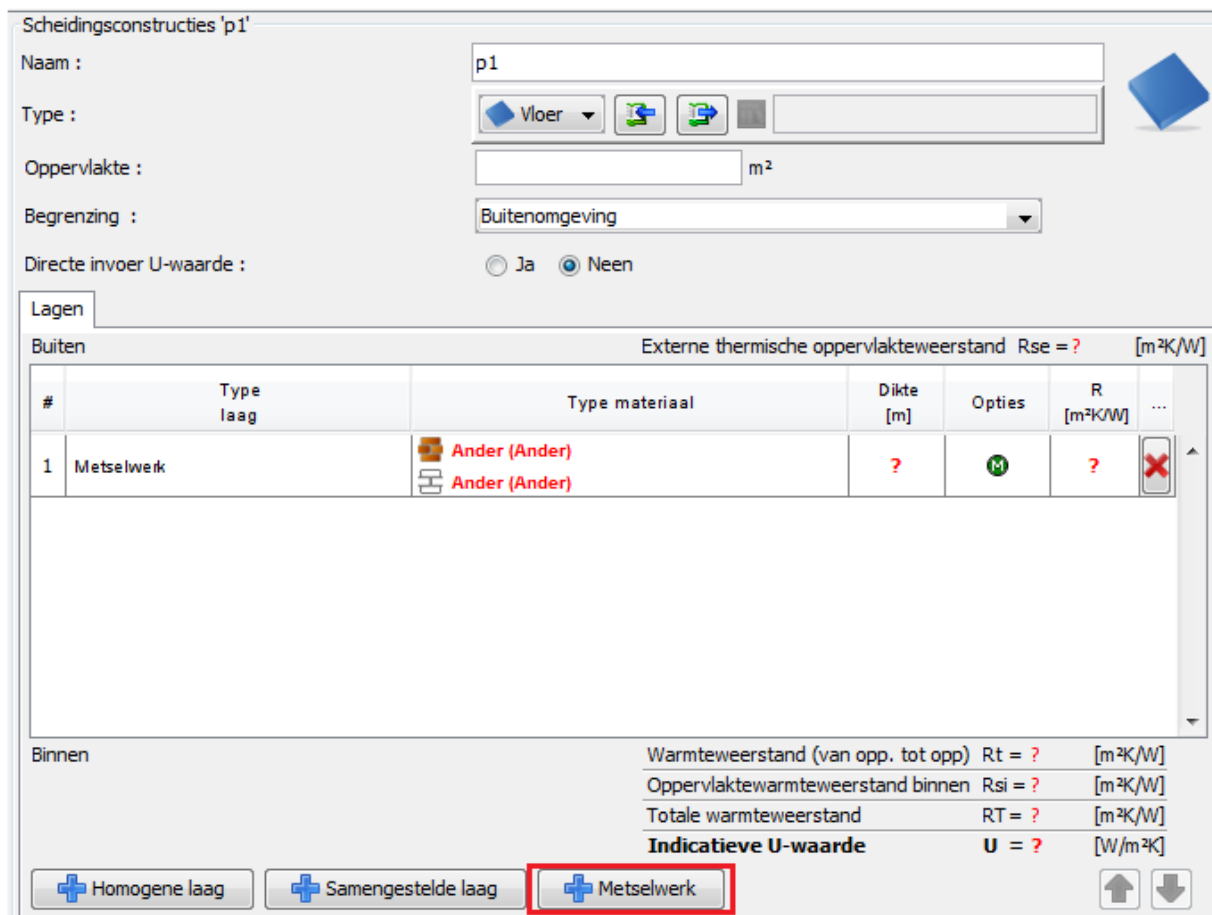 Scheidingsconstructies 'p1'
Naam : p1
Type : Vloer
Oppervlakte : m²
Begrenzing : Buitenomgeving
Directe invoer U-waarde : Ja Neen
Lagen
Buiten Externe thermische oppervlakteweerstand Rse = ? [m²K/W]
# Type laag Type materiaal Dikte [m] Opties R [m²K/W] ...
1 Metselwerk Ander (Ander) ? M ?
Ander (Ander)
Binnen Warmteweerstand (van opp. tot opp) Rt = ? [m²K/W]
Oppervlaktewarmteweerstand binnen Rsi = ? [m²K/W]
Totale warmteweerstand RT = ? [m²K/W]
Indicatieve U-waarde U = ? [W/m²K]
Homogene laag Samengestelde laag Metselwerk